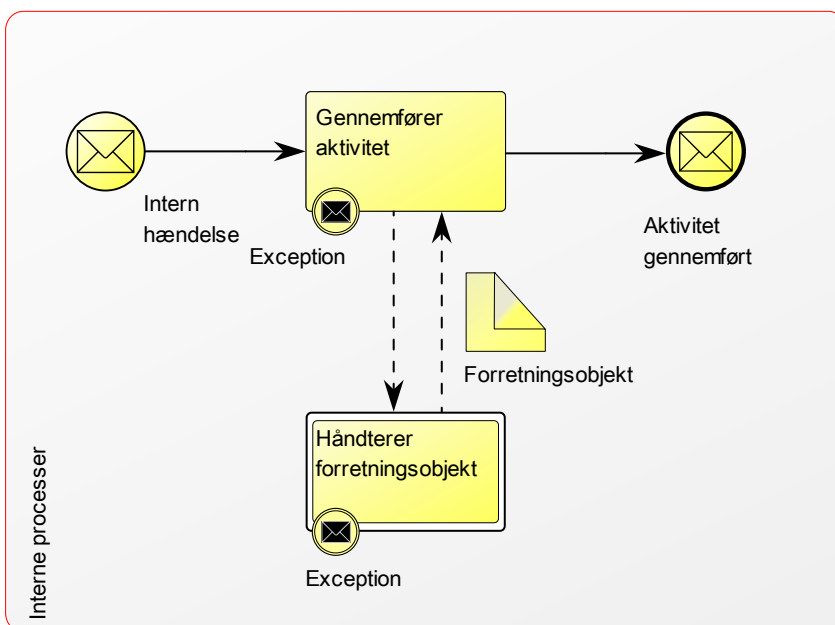 Gennemfører
aktivitet
Intern
hændelse
Exception
Aktivitet
gennemført
Forretningsobjekt
Håndterer
forretningsobjekt
Exception
Interne processer